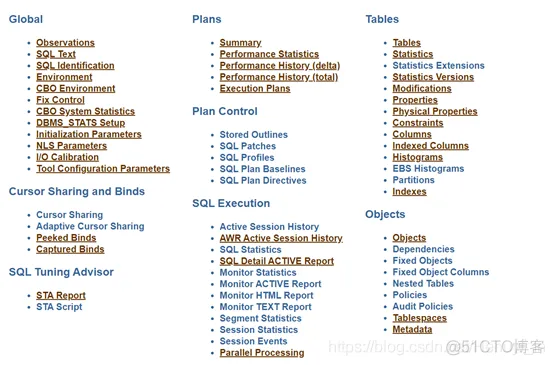 Global
Observations
SQL Text
SQL Identification
Environment
CBO Environment
Fix Control
CBO System Statistics
DBMS_STATS Setup
Initialization Parameters
NLS Parameters
I/O Calibration
Tool Configuration Parameters
Cursor Sharing and Binds
Cursor Sharing
Adaptive Cursor Sharing
Peeked Binds
Captured Binds
SQL Tuning Advisor
STA Report
STA Script
Plans
Summary
Performance Statistics
Performance History (delta)
Performance History (total)
Execution Plans
Plan Control
Stored Outlines
SQL Patches
SQL Profiles
SQL Plan Baselines
SQL Plan Directives
SQL Execution
Active Session History
AWR Active Session History
SQL Statistics
SQL Detail ACTIVE Report
Monitor Statistics
Monitor ACTIVE Report
Monitor HTML Report
Monitor TEXT Report
Segment Statistics
Session Statistics
Session Events
Parallel Processing
Tables
Tables
Statistics
Statistics Extensions
Statistics Versions
Modifications
Properties
Physical Properties
Constraints
Columns
Indexed Columns
Histograms
EBS Histograms
Partitions
Indexes
Objects
Objects
Dependencies
Fixed Objects
Fixed Object Columns
Nested Tables
Policies
Audit Policies
Tablespaces
Metadata
https://blog.csdn.
@51CTO博客